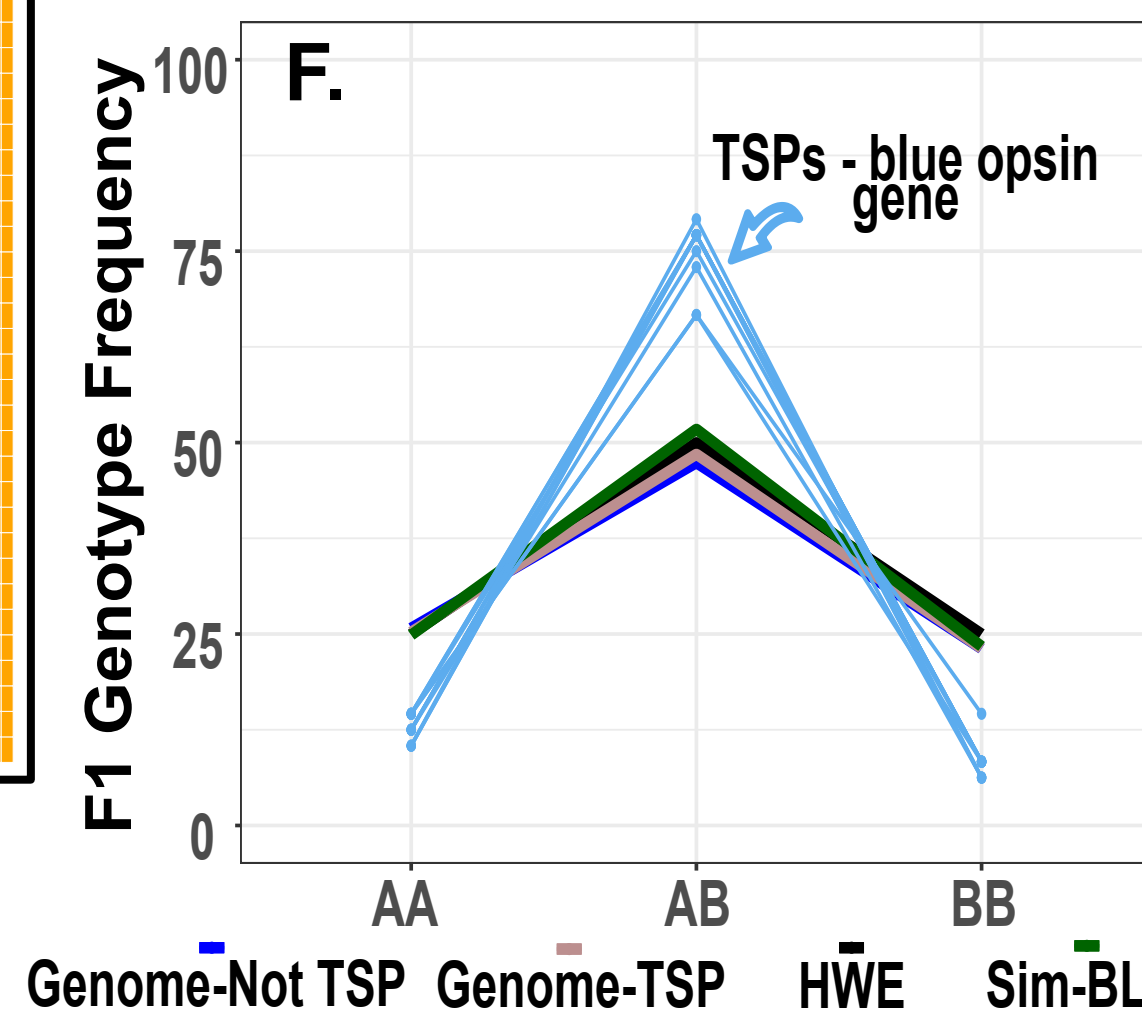 F.
TSPs - blue opsin
gene
F1 Genotype Frequency
100
75
50
25
0
AA AB BB
Genome-Not TSP Genome-TSP HWE Sim-BL